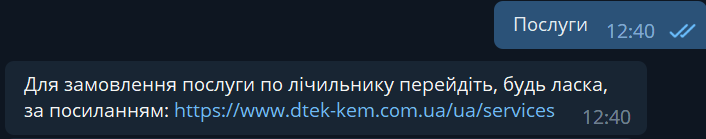 Послуги 12:40
Для замовлення послуги по лічильнику перейдіть, будь ласка,
за посиланням: https://www.dtek-kem.com.ua/ua/services 12:40